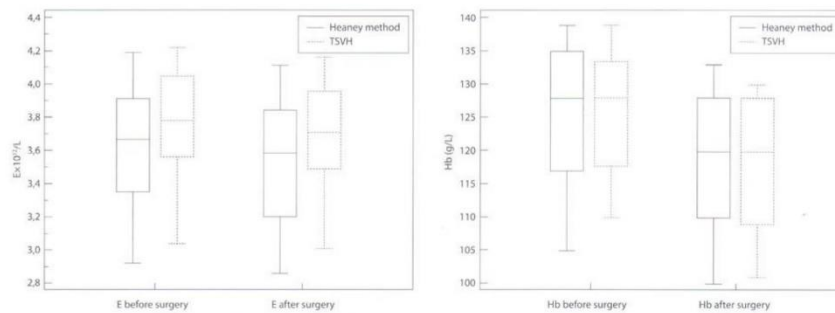 Heaney method
TSVH
4,4
4,2
4,0
3,8
3,6
3,4
3,2
3,0
2,8
Ex10¹²/L
E before surgery
E after surgery
Heaney method
TSVH
140
135
130
125
120
115
110
105
100
Hb (g/L)
Hb before surgery
Hb after surgery